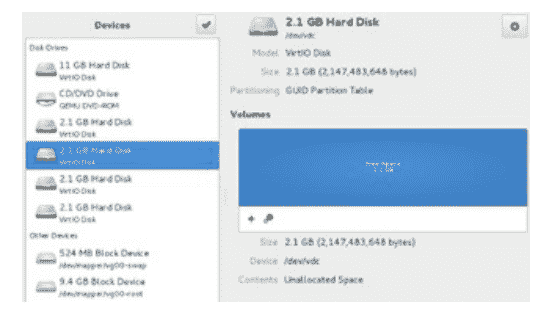 Devices
Disk Drives
11 GB Hard Disk
VirtIO Disk
CD/DVD Drive
QEMU DVD-ROM
2.1 GB Hard Disk
VirtIO Disk
2.1 GB Hard Disk
VirtIO Disk
2.1 GB Hard Disk
VirtIO Disk
2.1 GB Hard Disk
VirtIO Disk
Other Devices
524 MB Block Device
/dev/mapper/vg00-swap
9.4 GB Block Device
/dev/mapper/vg00-root
2.1 GB Hard Disk
/dev/vdc
Model VirtIO Disk
Size 2.1 GB (2,147,483,648 bytes)
Partitioning GUID Partition Table
Volumes
Free Space
2.1 GB
Size 2.1 GB (2,147,483,648 bytes)
Device /dev/vdc
Contents Unallocated Space